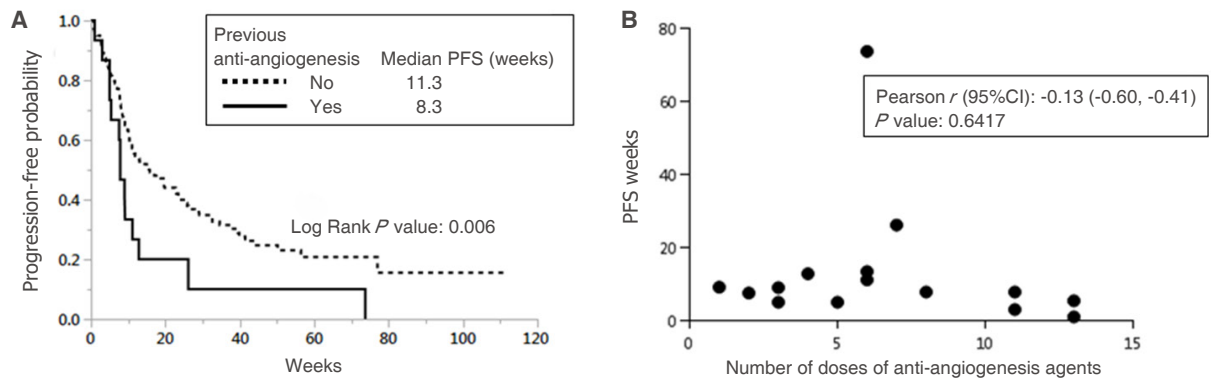 A
Progression-free probability
1.0
0.8
0.6
0.4
0.2
0.0
Previous
anti-angiogenesis Median PFS (weeks)
No 11.3
Yes 8.3
Log Rank P value: 0.006
0 20 40 60 80 100 120
Weeks
B
PFS weeks
80
60
40
20
0
Pearson r (95%CI): -0.13 (-0.60, -0.41)
P value: 0.6417
0 5 10 15
Number of doses of anti-angiogenesis agents